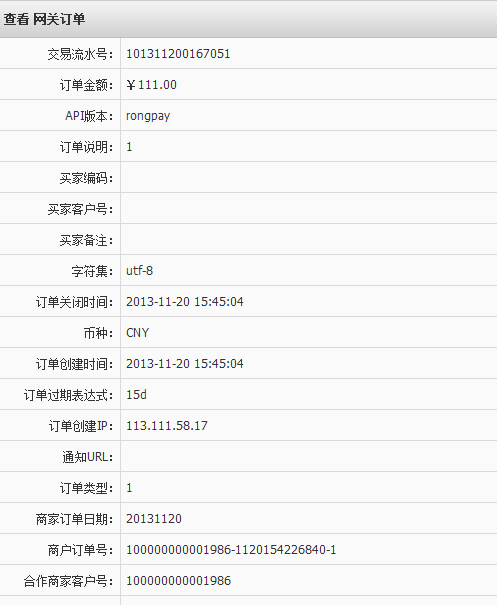 查看 网关订单
交易流水号: 101311200167051
订单金额: ￥111.00
API版本: rongpay
订单说明: 1
买家编码:
买家客户号:
买家备注:
字符集: utf-8
订单关闭时间: 2013-11-20 15:45:04
币种: CNY
订单创建时间: 2013-11-20 15:45:04
订单过期表达式: 15d
订单创建IP: 113.111.58.17
通知URL:
订单类型: 1
商家订单日期: 20131120
商户订单号: 100000000001986-1120154226840-1
合作商家客户号: 100000000001986